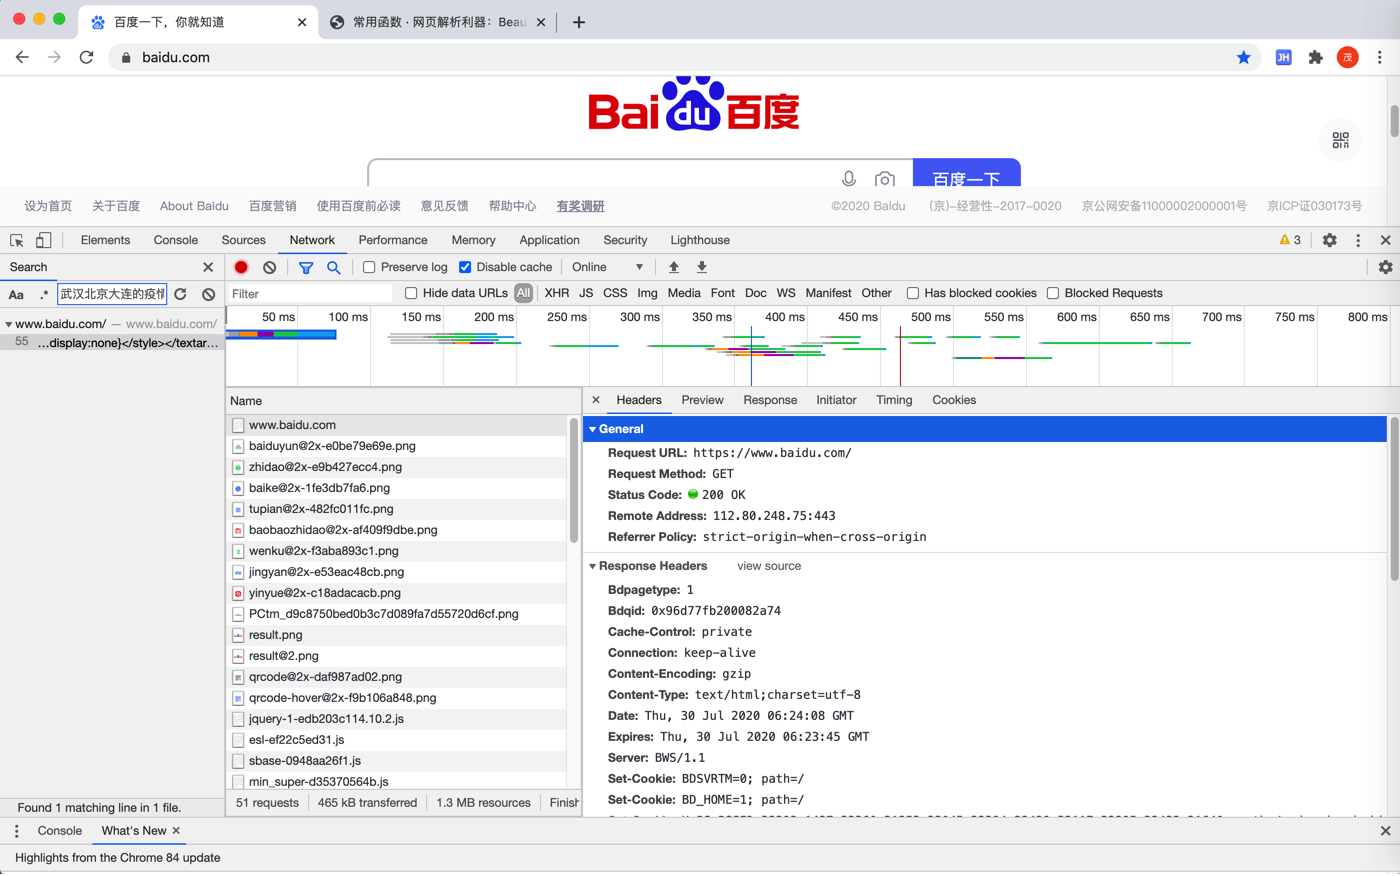 百度一下，你就知道
常用函数 · 网页解析利器：Beau
baidu.com
JH
茂
Bai du 百度
百度一下
设为首页 关于百度 About Baidu 百度营销 使用百度前必读 意见反馈 帮助中心 有奖调研 ©2020 Baidu (京)-经营性-2017-0020 京公网安备11000002000001号 京ICP证030173号
Elements Console Sources Network Performance Memory Application Security Lighthouse 3
Search
Preserve log Disable cache Online
Aa .* 武汉北京大连的疫情
Filter Hide data URLs All XHR JS CSS Img Media Font Doc WS Manifest Other Has blocked cookies Blocked Requests
www.baidu.com/ — www.baidu.com/
55 …display:none}</style></textar…
50 ms 100 ms 150 ms 200 ms 250 ms 300 ms 350 ms 400 ms 450 ms 500 ms 550 ms 600 ms 650 ms 700 ms 750 ms 800 ms
Name
www.baidu.com
baiduyun@2x-e0be79e69e.png
zhidao@2x-e9b427ecc4.png
baike@2x-1fe3db7fa6.png
tupian@2x-482fc011fc.png
baobaozhidao@2x-af409f9dbe.png
wenku@2x-f3aba893c1.png
jingyan@2x-e53eac48cb.png
yinyue@2x-c18adacacb.png
PCtm_d9c8750bed0b3c7d089fa7d55720d6cf.png
result.png
result@2.png
qrcode@2x-daf987ad02.png
qrcode-hover@2x-f9b106a848.png
jquery-1-edb203c114.10.2.js
esl-ef22c5ed31.js
sbase-0948aa26f1.js
min_super-d35370564b.js
51 requests 465 kB transferred 1.3 MB resources Finish
Headers Preview Response Initiator Timing Cookies
General
Request URL: https://www.baidu.com/
Request Method: GET
Status Code: 200 OK
Remote Address: 112.80.248.75:443
Referrer Policy: strict-origin-when-cross-origin
Response Headers view source
Bdpagetype: 1
Bdqid: 0x96d77fb200082a74
Cache-Control: private
Connection: keep-alive
Content-Encoding: gzip
Content-Type: text/html;charset=utf-8
Date: Thu, 30 Jul 2020 06:24:08 GMT
Expires: Thu, 30 Jul 2020 06:23:45 GMT
Server: BWS/1.1
Set-Cookie: BDSVRTM=0; path=/
Set-Cookie: BD_HOME=1; path=/
Found 1 matching line in 1 file.
Console What's New
Highlights from the Chrome 84 update